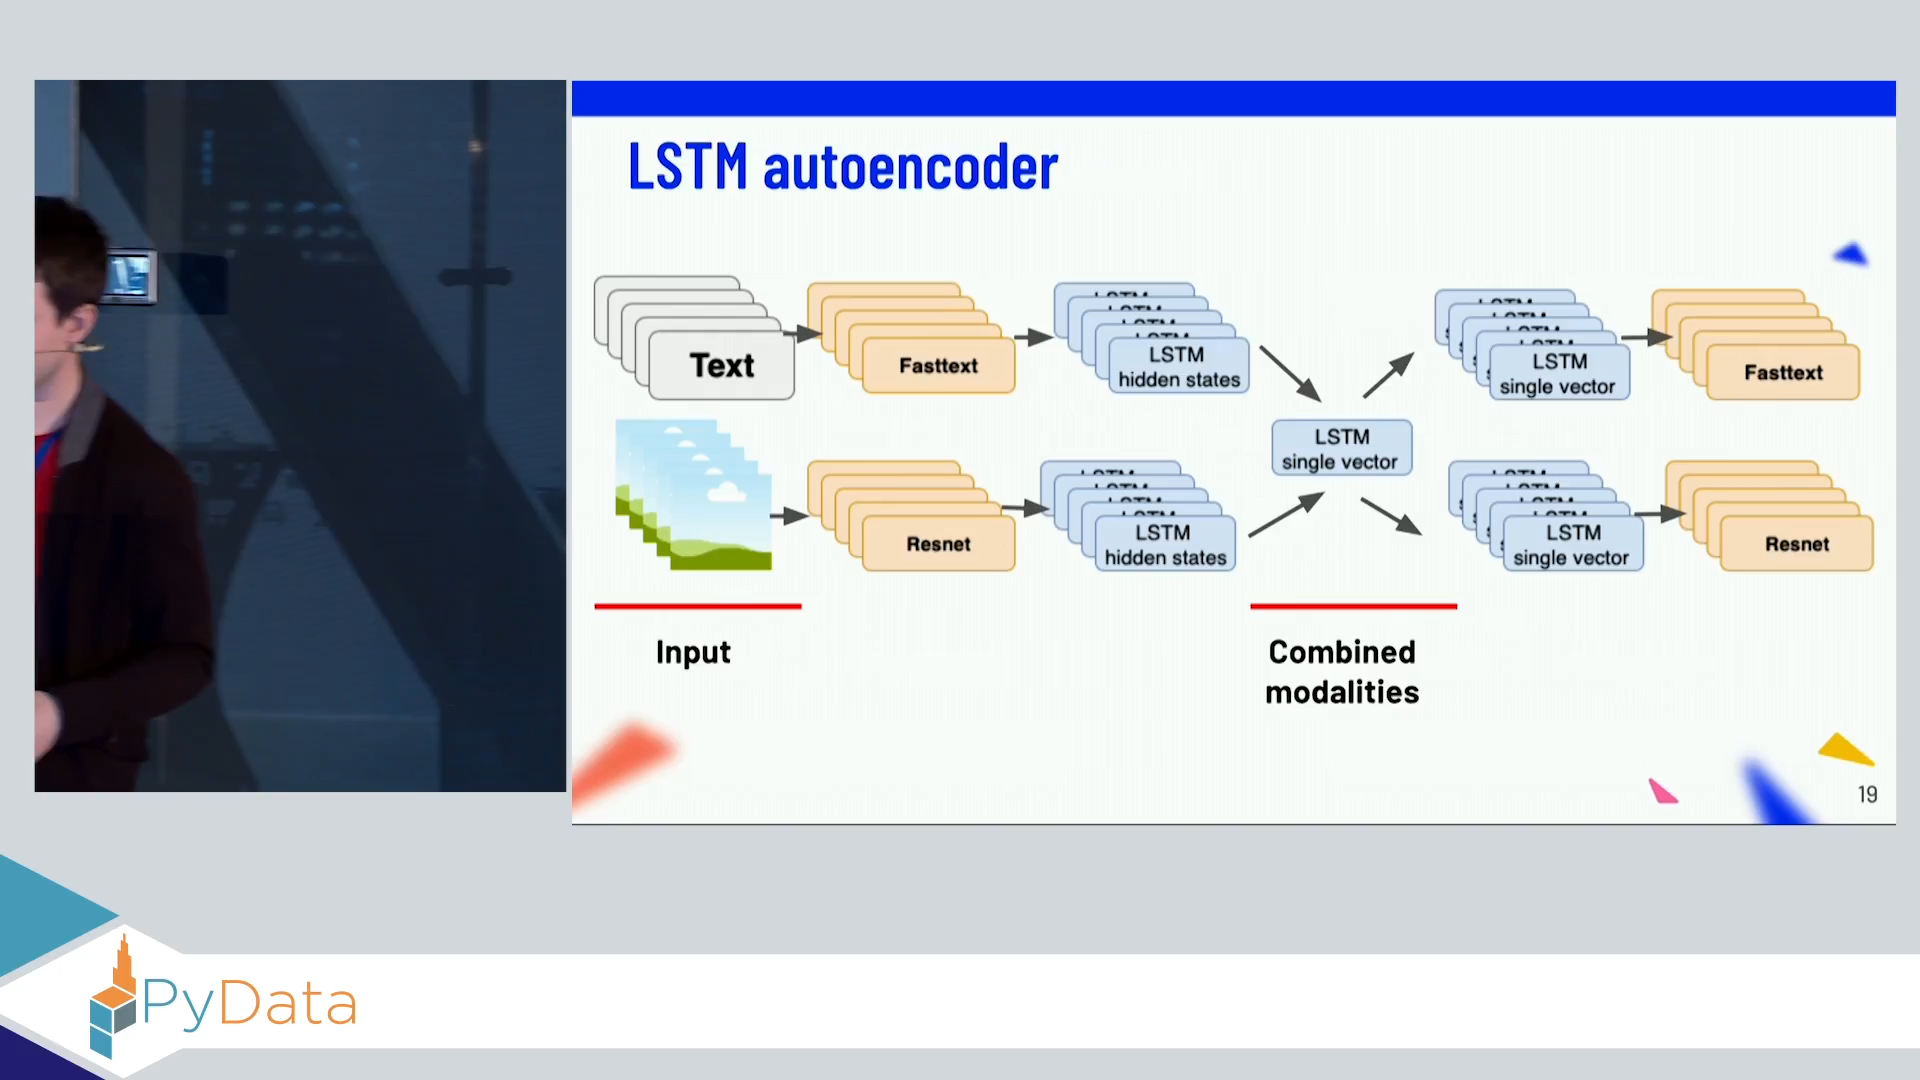 LSTM autoencoder
Text
Fasttext
LSTM
hidden states
LSTM
single vector
Fasttext
LSTM
single vector
Resnet
LSTM
hidden states
LSTM
single vector
Resnet
Input
Combined
modalities
19
PyData